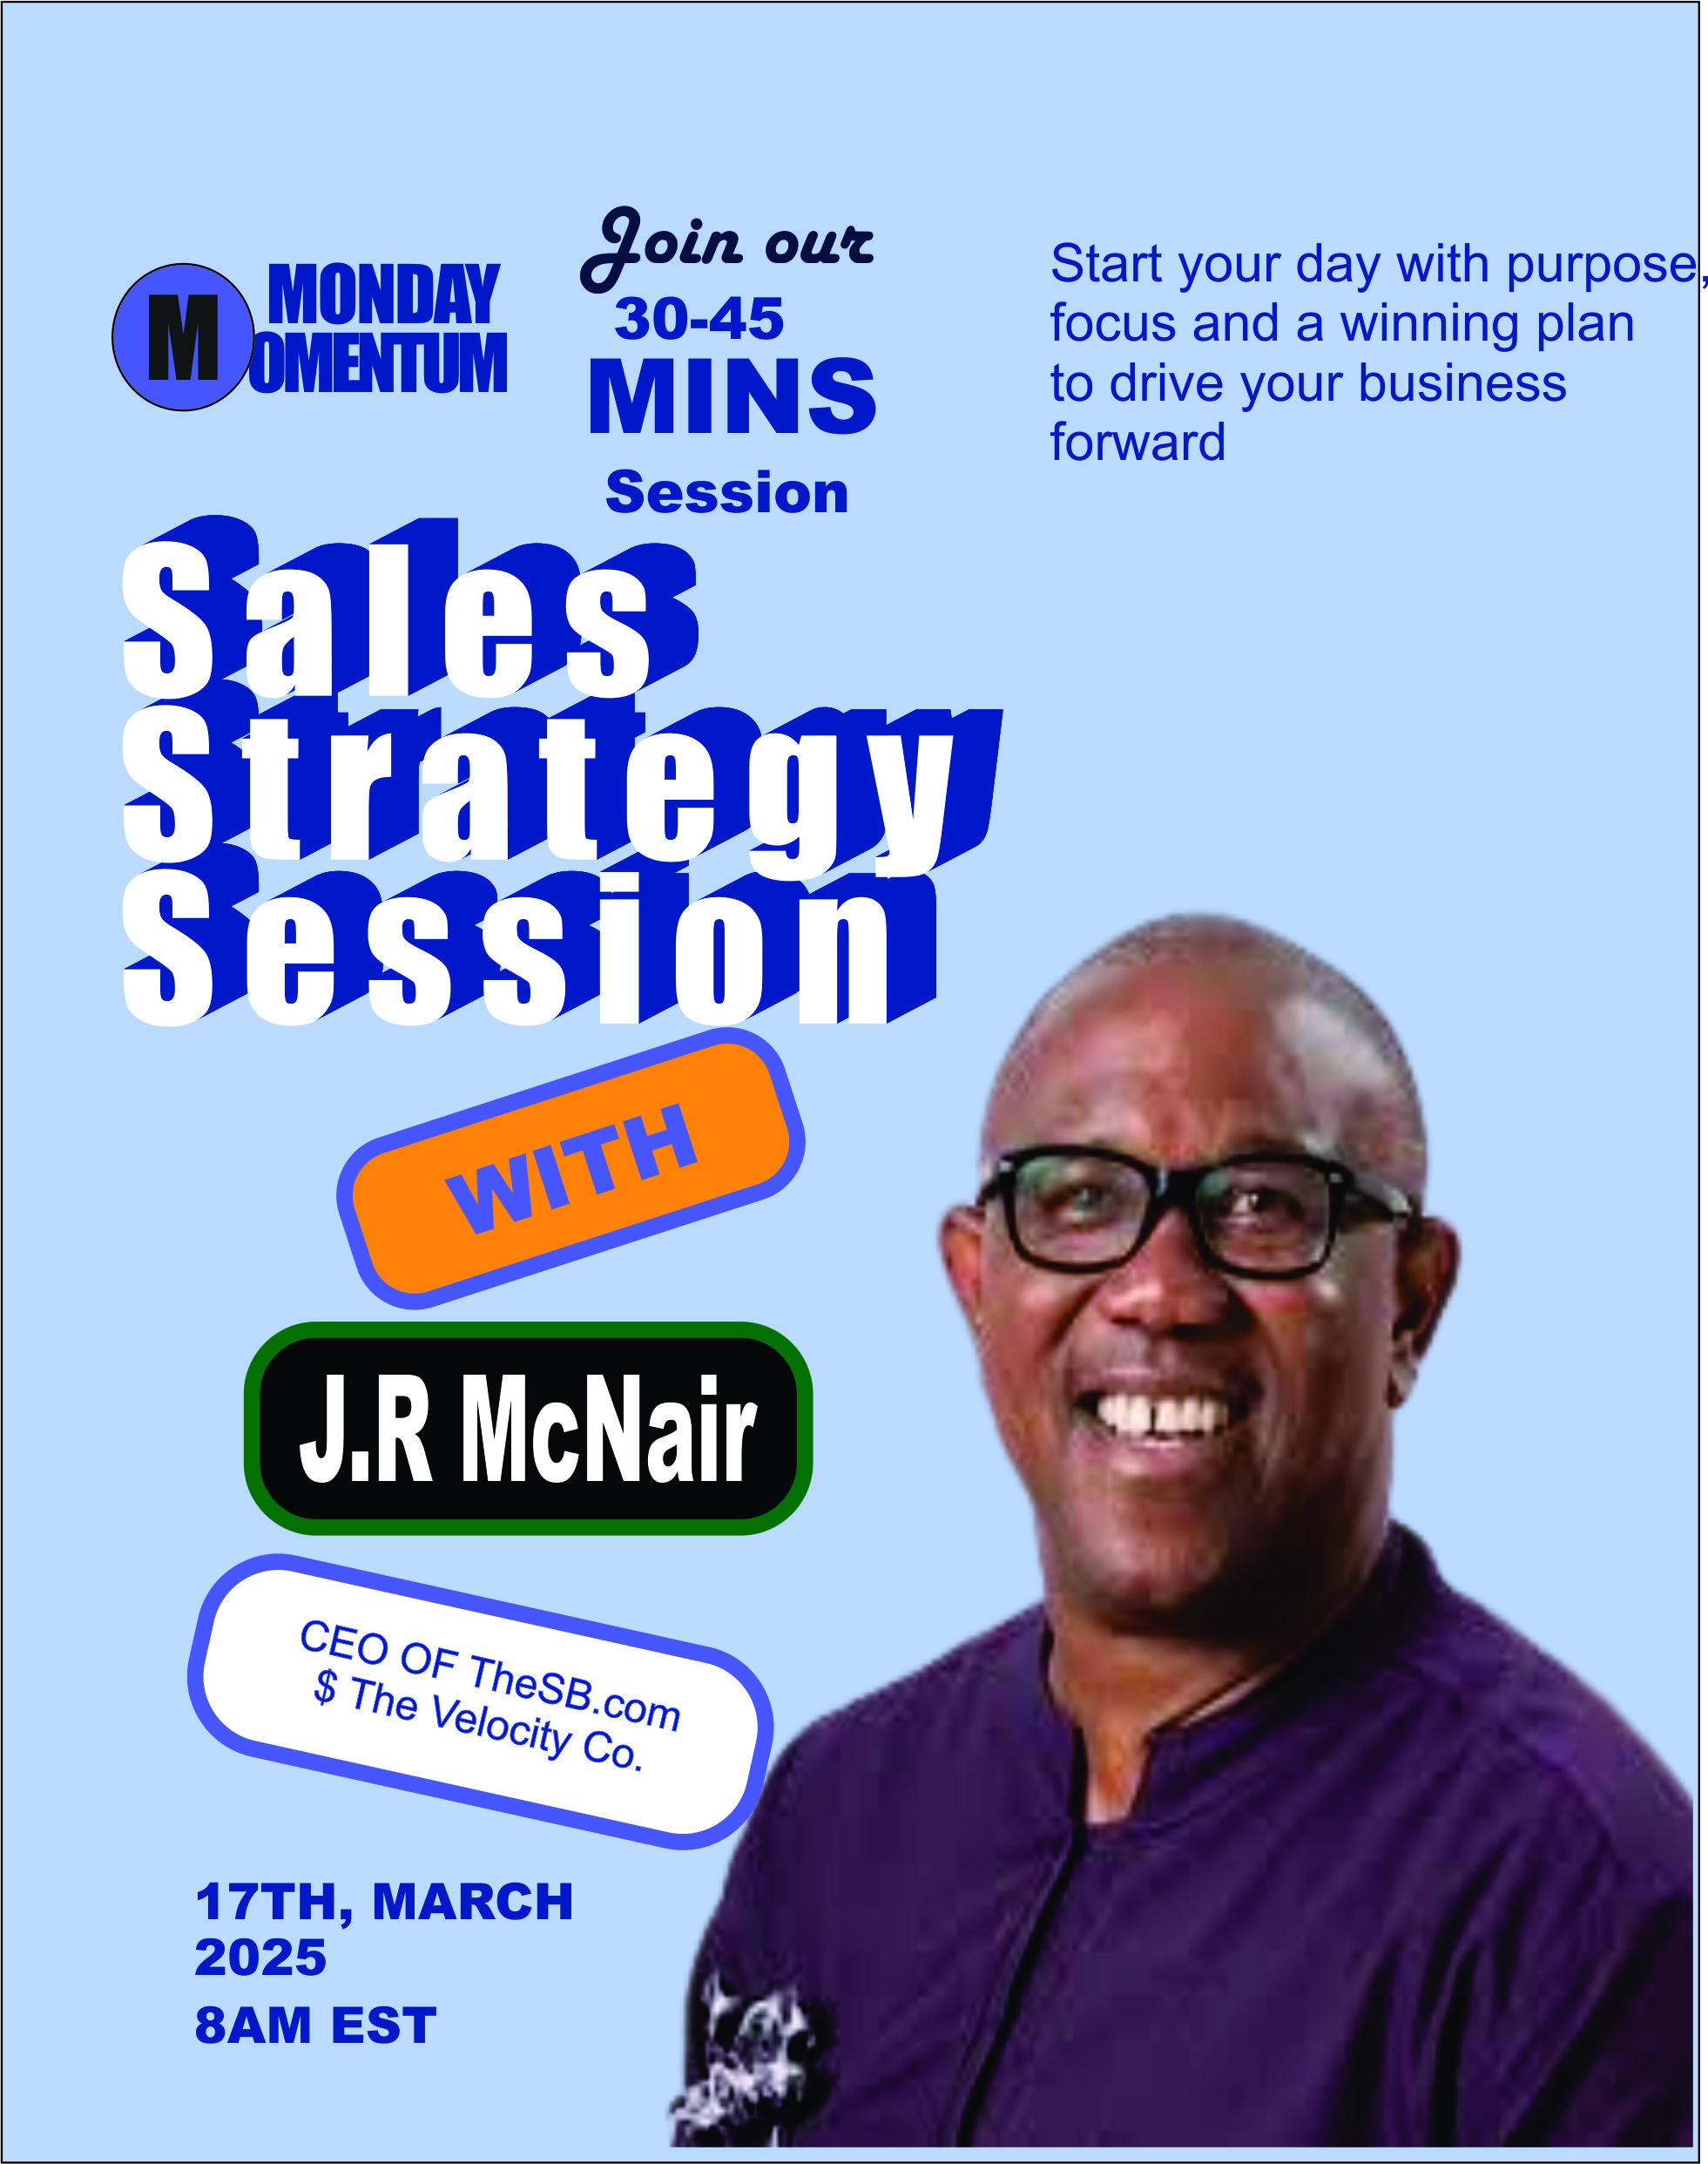 MONDAY
MOMENTUM
Join our
30-45
MINS
Session
Start your day with purpose,
focus and a winning plan
to drive your business
forward
Sales
Strategy
Session
WITH
J.R McNair
CEO OF TheSB.com
$ The Velocity Co.
17TH, MARCH
2025
8AM EST